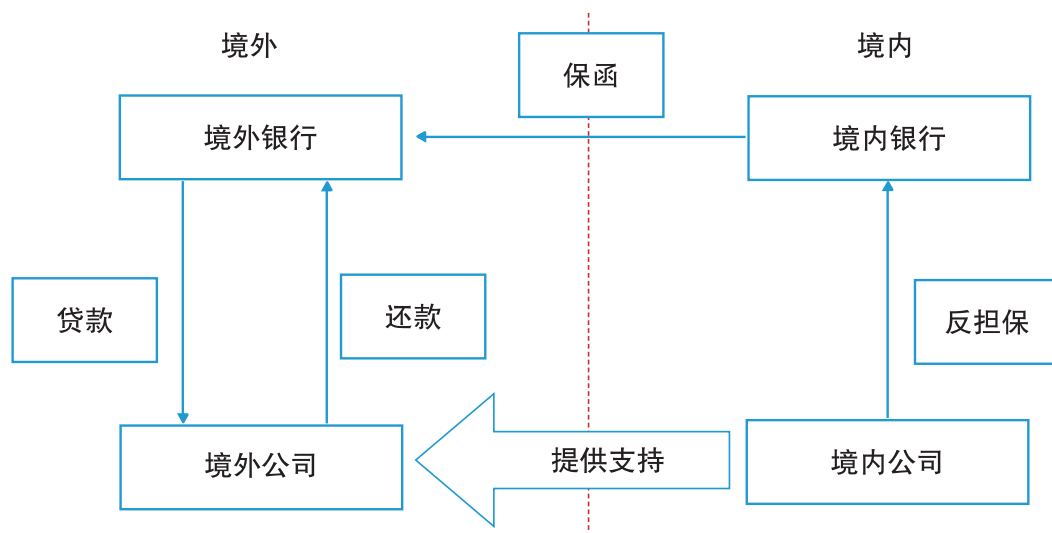 境外
保函
境内
境外银行
境内银行
贷款
还款
反担保
境外公司
提供支持
境内公司